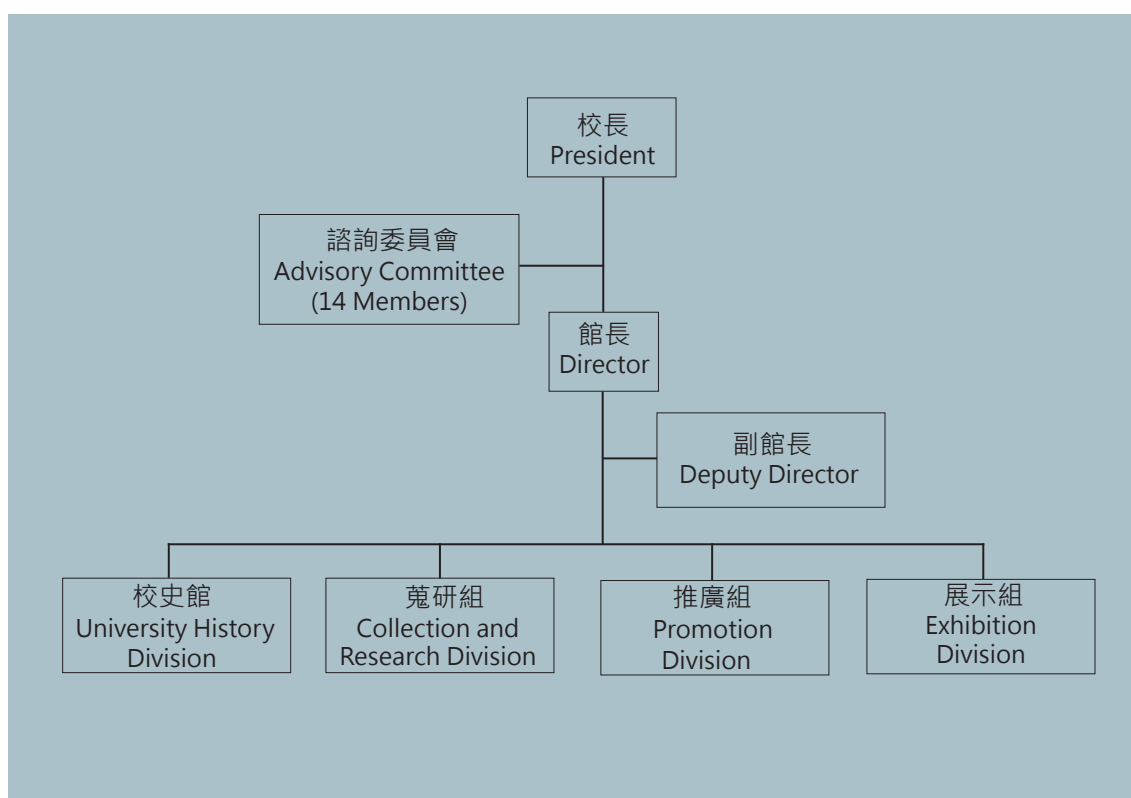 校長
President
諮詢委員會
Advisory Committee
(14 Members)
館長
Director
副館長
Deputy Director
校史館
University History
Division
蒐研組
Collection and
Research Division
推廣組
Promotion
Division
展示組
Exhibition
Division